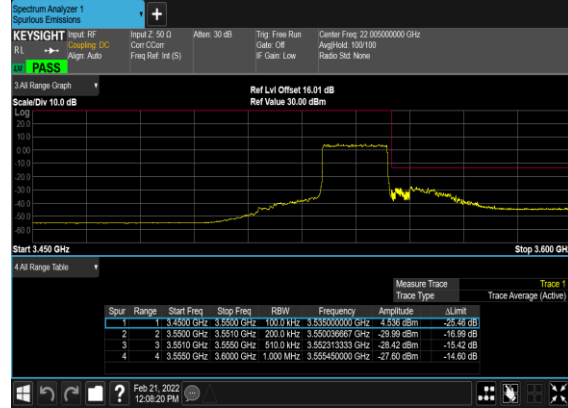 Spectrum Analyzer 1
Spurious Emissions
KEYSIGHT Input: RF Input Z: 50 Ω Atten: 30 dB Trig: Free Run Center Freq: 22.005000000 GHz
RL Coupling: DC Corr CCorr Gate: Off Avg|Hold: 100/100
Align: Auto Freq Ref: Int (S) IF Gain: Low Radio Std: None
PASS
3 All Range Graph
Ref Lvl Offset 16.01 dB
Scale/Div 10.0 dB Ref Value 30.00 dBm
Log
20.0
10.0
0.00
-10.0
-20.0
-30.0
-40.0
-50.0
-60.0
Start 3.450 GHz Stop 3.600 GH
4 All Range Table
Measure Trace Trace 1
Trace Type Trace Average (Active)
Spur Range Start Freq Stop Freq RBW Frequency Amplitude ΔLimit
1 1 3.4500 GHz 3.5500 GHz 100.0 kHz 3.535000000 GHz 4.536 dBm -25.46 dB
2 2 3.5500 GHz 3.5510 GHz 200.0 kHz 3.550036667 GHz -29.99 dBm -16.99 dB
3 3 3.5510 GHz 3.5550 GHz 510.0 kHz 3.552313333 GHz -28.42 dBm -15.42 dB
4 4 3.5550 GHz 3.6000 GHz 1.000 MHz 3.555450000 GHz -27.60 dBm -14.60 dB
Feb 21, 2022
12:08:20 PM